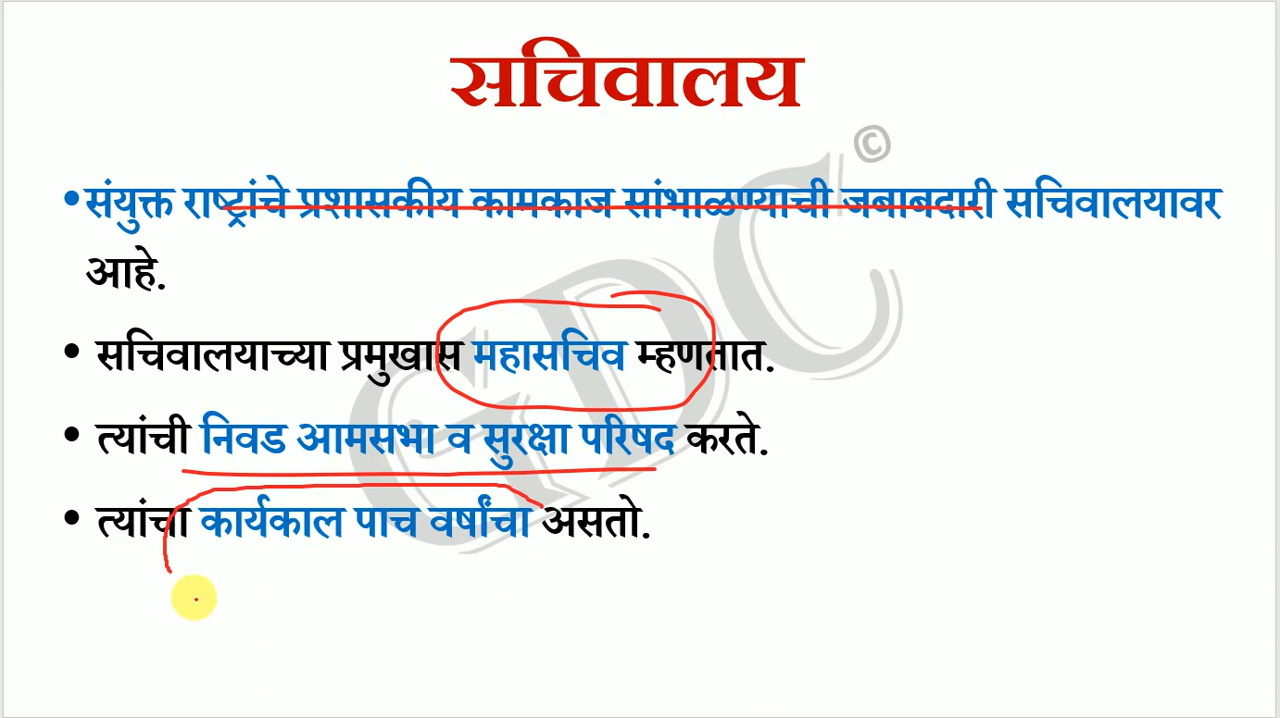 सचिवालय
©
GDC
•संयुक्त राष्ट्रांचे प्रशासकीय कामकाज सांभाळण्याची जबाबदारी सचिवालयावर
आहे.
• सचिवालयाच्या प्रमुखास महासचिव म्हणतात.
• त्यांची निवड आमसभा व सुरक्षा परिषद करते.
• त्यांचा कार्यकाल पाच वर्षांचा असतो.